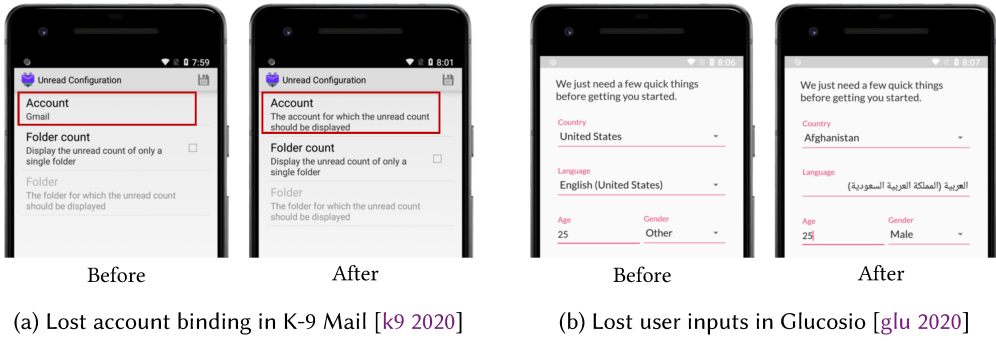 7:59
Unread Configuration
Account
Gmail
Folder count
Display the unread count of only a
single folder
Folder
The folder for which the unread count
should be displayed
Before
8:01
Unread Configuration
Account
The account for which the unread count
should be displayed
Folder count
Display the unread count of only a
single folder
Folder
The folder for which the unread count
should be displayed
After
(a) Lost account binding in K-9 Mail [k9 2020]
8:06
We just need a few quick things
before getting you started.
Country
United States
Language
English (United States)
Age
25
Gender
Other
Before
8:07
We just need a few quick things
before getting you started.
Country
Afghanistan
Language
العربية (المملكة العربية السعودية)
Age
25
Gender
Male
After
(b) Lost user inputs in Glucosio [glu 2020]